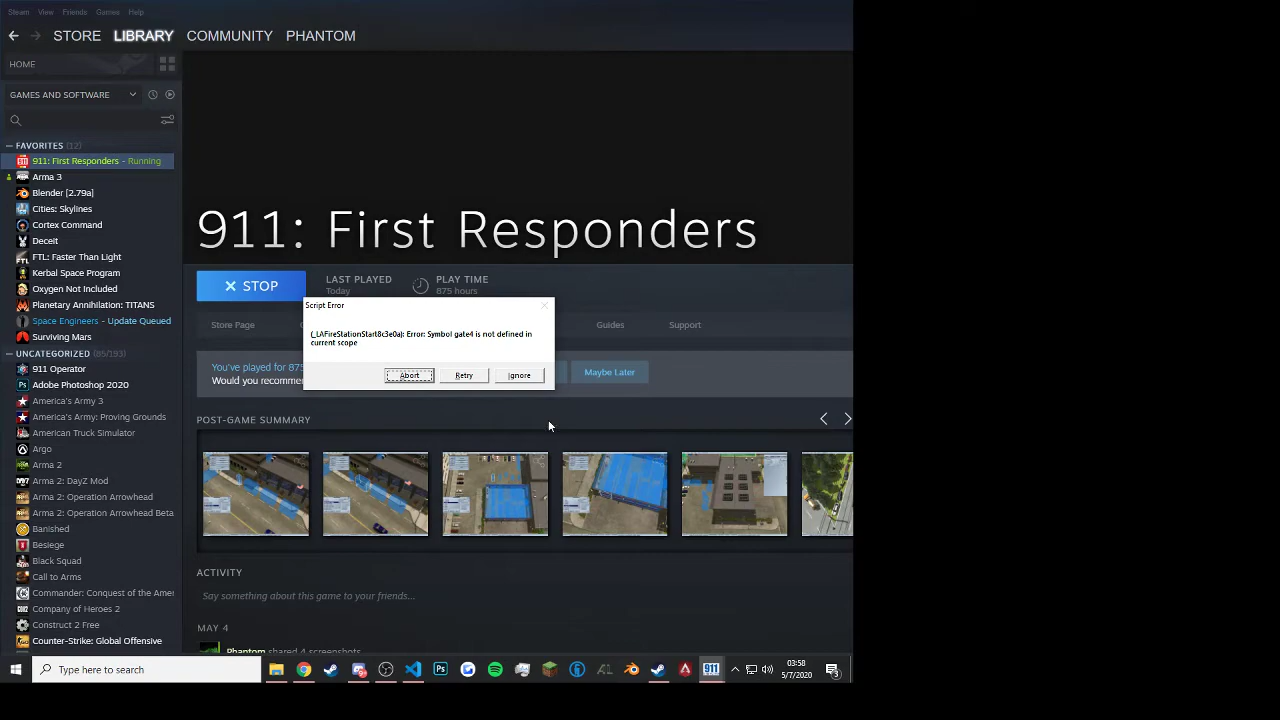 Steam View Friends Games Help
STORE LIBRARY COMMUNITY PHANTOM
HOME
GAMES AND SOFTWARE
FAVORITES (12)
911: First Responders - Running
Arma 3
Blender [2.79a]
Cities: Skylines
Cortex Command
Deceit
FTL: Faster Than Light
Kerbal Space Program
Oxygen Not Included
Planetary Annihilation: TITANS
Space Engineers - Update Queued
Surviving Mars
UNCATEGORIZED (85/193)
911 Operator
Adobe Photoshop 2020
America's Army 3
America's Army: Proving Grounds
American Truck Simulator
Argo
Arma 2
Arma 2: DayZ Mod
Arma 2: Operation Arrowhead
Arma 2: Operation Arrowhead Beta
Banished
Besiege
Black Squad
Call to Arms
Commander: Conquest of the Amer
Company of Heroes 2
Construct 2 Free
Counter-Strike: Global Offensive
911: First Responders
STOP
LAST PLAYED
Today
PLAY TIME
875 hours
Script Error
(_LAFireStationStart8c3e0a): Error: Symbol gate4 is not defined in
current scope
Abort Retry Ignore
Store Page
Guides Support
You've played for 875
Would you recommen
Maybe Later
POST-GAME SUMMARY
ACTIVITY
Say something about this game to your friends...
MAY 4
Phantom shared 4 screenshots
Type here to search
911
03:58
5/7/2020
3